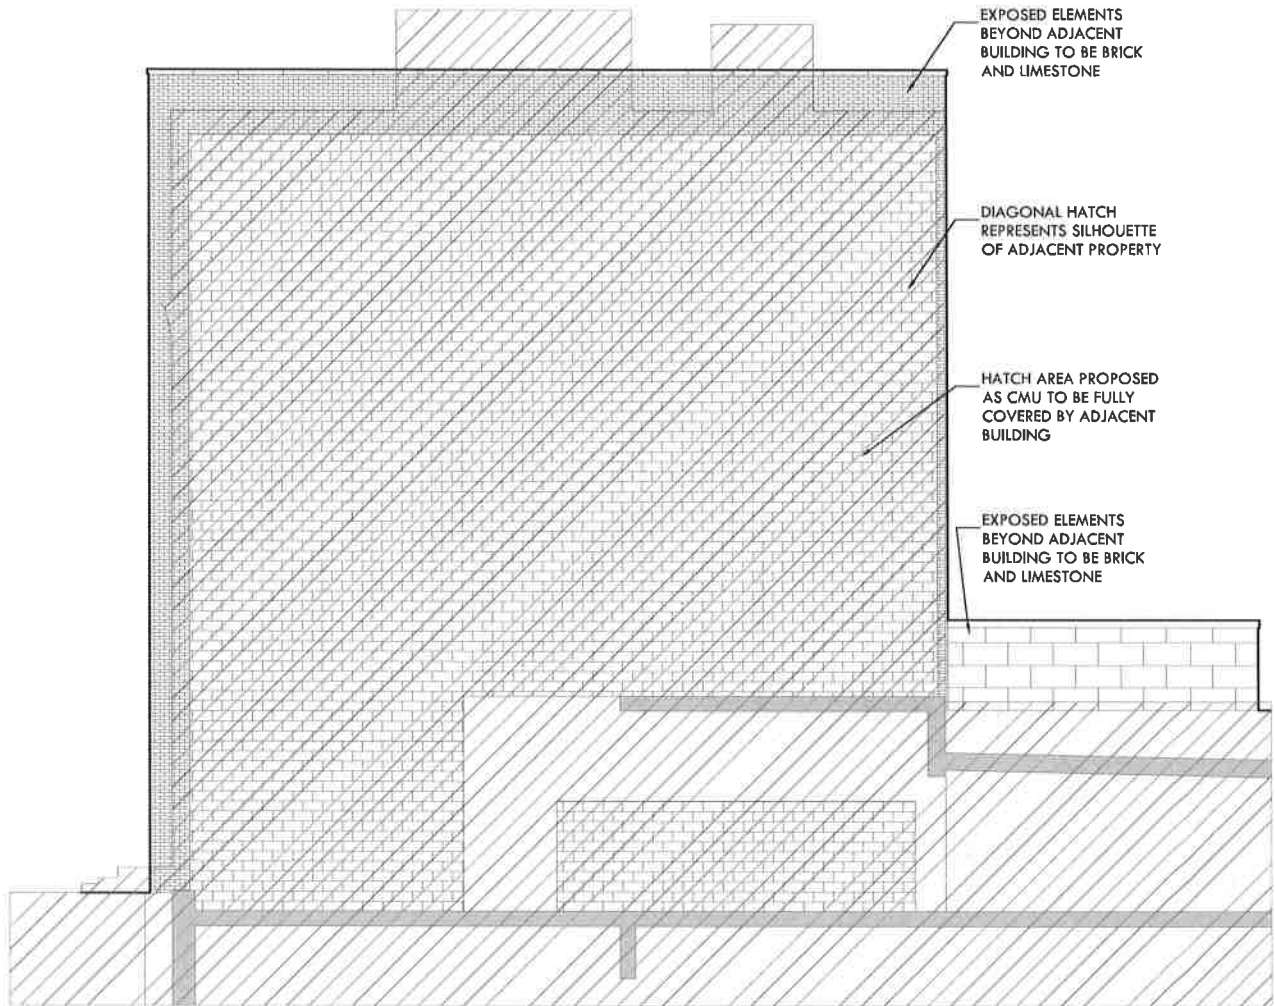 EXPOSED ELEMENTS
BEYOND ADJACENT
BUILDING TO BE BRICK
AND LIMESTONE
DIAGONAL HATCH
REPRESENTS SILHOUETTE
OF ADJACENT PROPERTY
HATCH AREA PROPOSED
AS CMU TO BE FULLY
COVERED BY ADJACENT
BUILDING
EXPOSED ELEMENTS
BEYOND ADJACENT
BUILDING TO BE BRICK
AND LIMESTONE